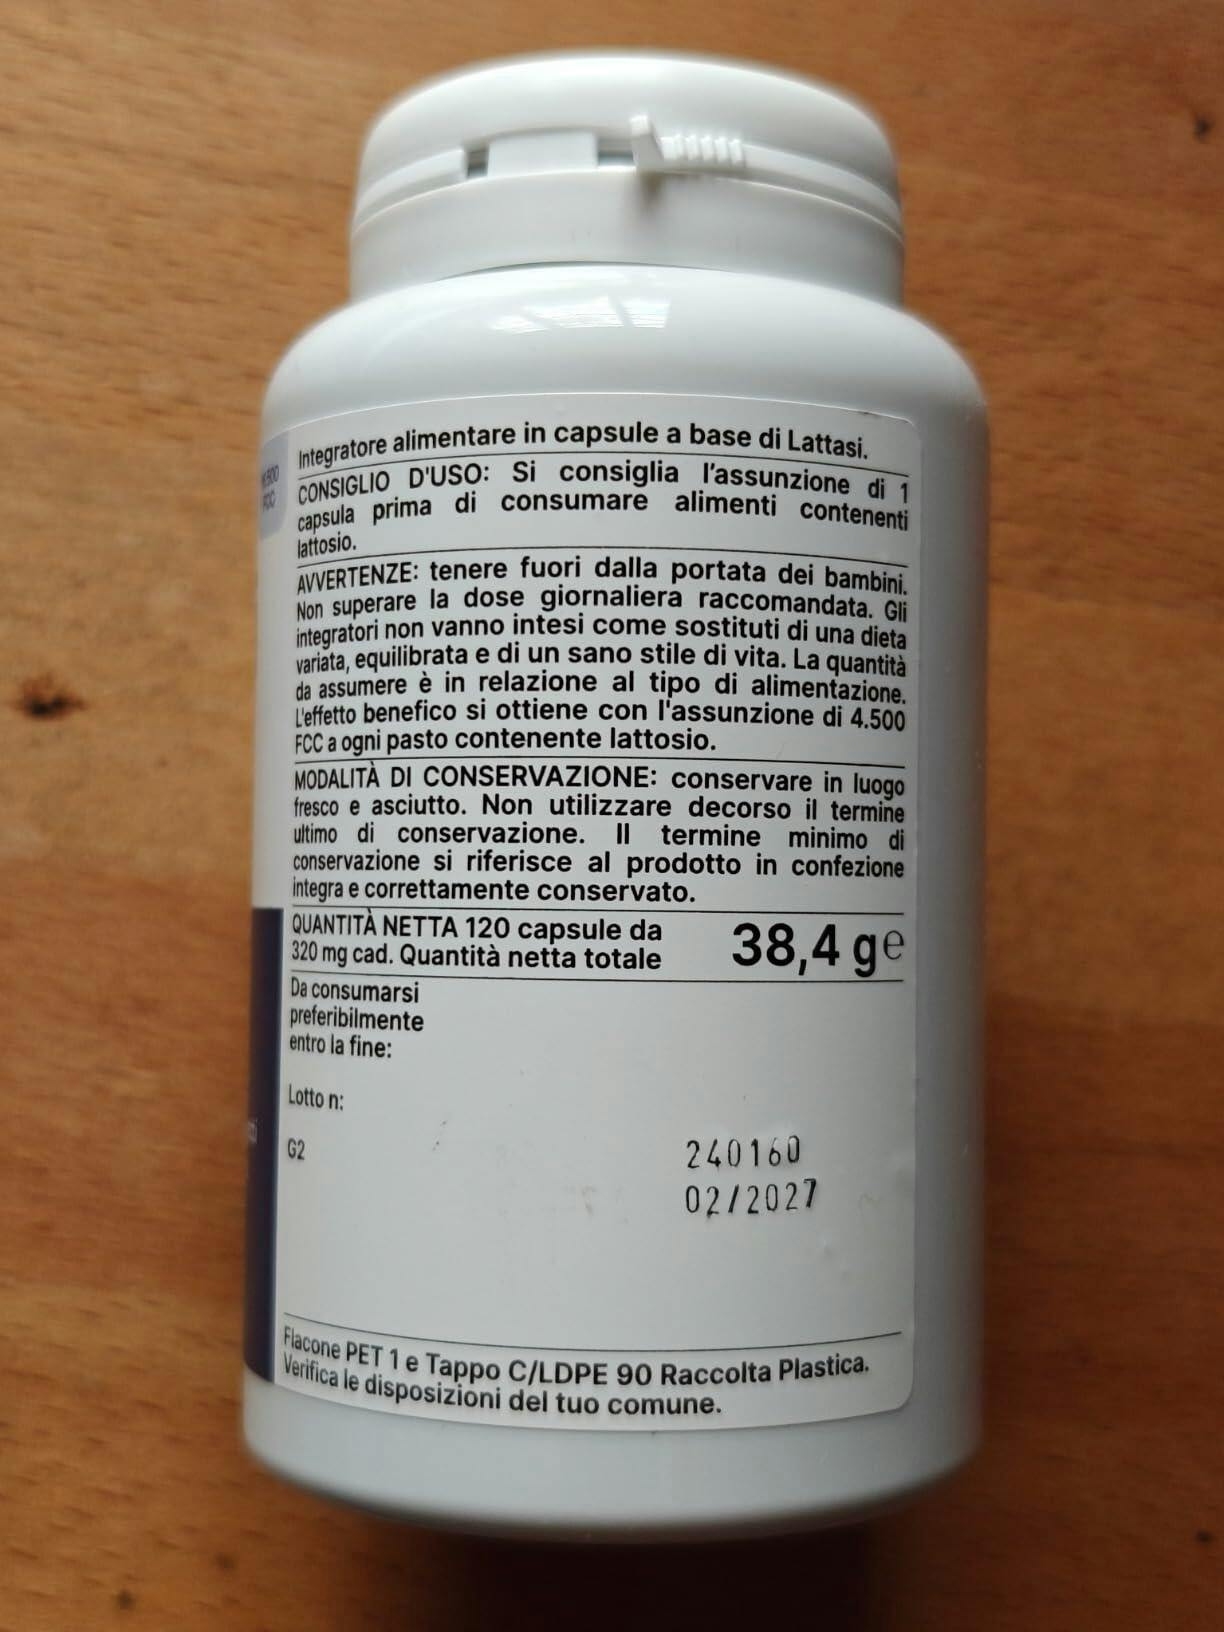 Integratore alimentare in capsule a base di Lattasi.
CONSIGLIO D'USO: Si consiglia l'assunzione di 1
capsula prima di consumare alimenti contenenti
lattosio.
AVVERTENZE: tenere fuori dalla portata dei bambini.
Non superare la dose giornaliera raccomandata. Gli
integratori non vanno intesi come sostituti di una dieta
variata, equilibrata e di un sano stile di vita. La quantità
da assumere è in relazione al tipo di alimentazione.
L'effetto benefico si ottiene con l'assunzione di 4.500
FCC a ogni pasto contenente lattosio.
MODALITÀ DI CONSERVAZIONE: conservare in luogo
fresco e asciutto. Non utilizzare decorso il termine
ultimo di conservazione. Il termine minimo di
conservazione si riferisce al prodotto in confezione
integra e correttamente conservato.
QUANTITÀ NETTA 120 capsule da
320 mg cad. Quantità netta totale
38,4 g e
Da consumarsi
preferibilmente
entro la fine:
Lotto n:
G2
240160
02/2027
Flacone PET 1 e Tappo C/LDPE 90 Raccolta Plastica.
Verifica le disposizioni del tuo comune.